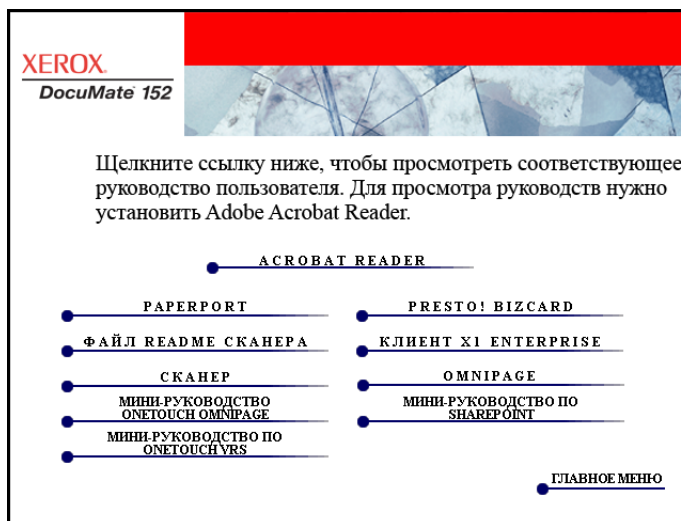 XEROX
DocuMate 152
Щелкните ссылку ниже, чтобы просмотреть соответствующее
руководство пользователя. Для просмотра руководств нужно
установить Adobe Acrobat Reader.
ACROBAT READER
PAPERPORT
PRESTO! BIZCARD
ФАЙЛ README СКАНЕРА
КЛИЕНТ X1 ENTERPRISE
СКАНЕР
OMNIPAGE
МИНИ-РУКОВОДСТВО
ONETOUCH OMNIPAGE
МИНИ-РУКОВОДСТВО ПО
SHAREPOINT
МИНИ-РУКОВОДСТВО ПО
ONETOUCH VRS
ГЛАВНОЕ МЕНЮ